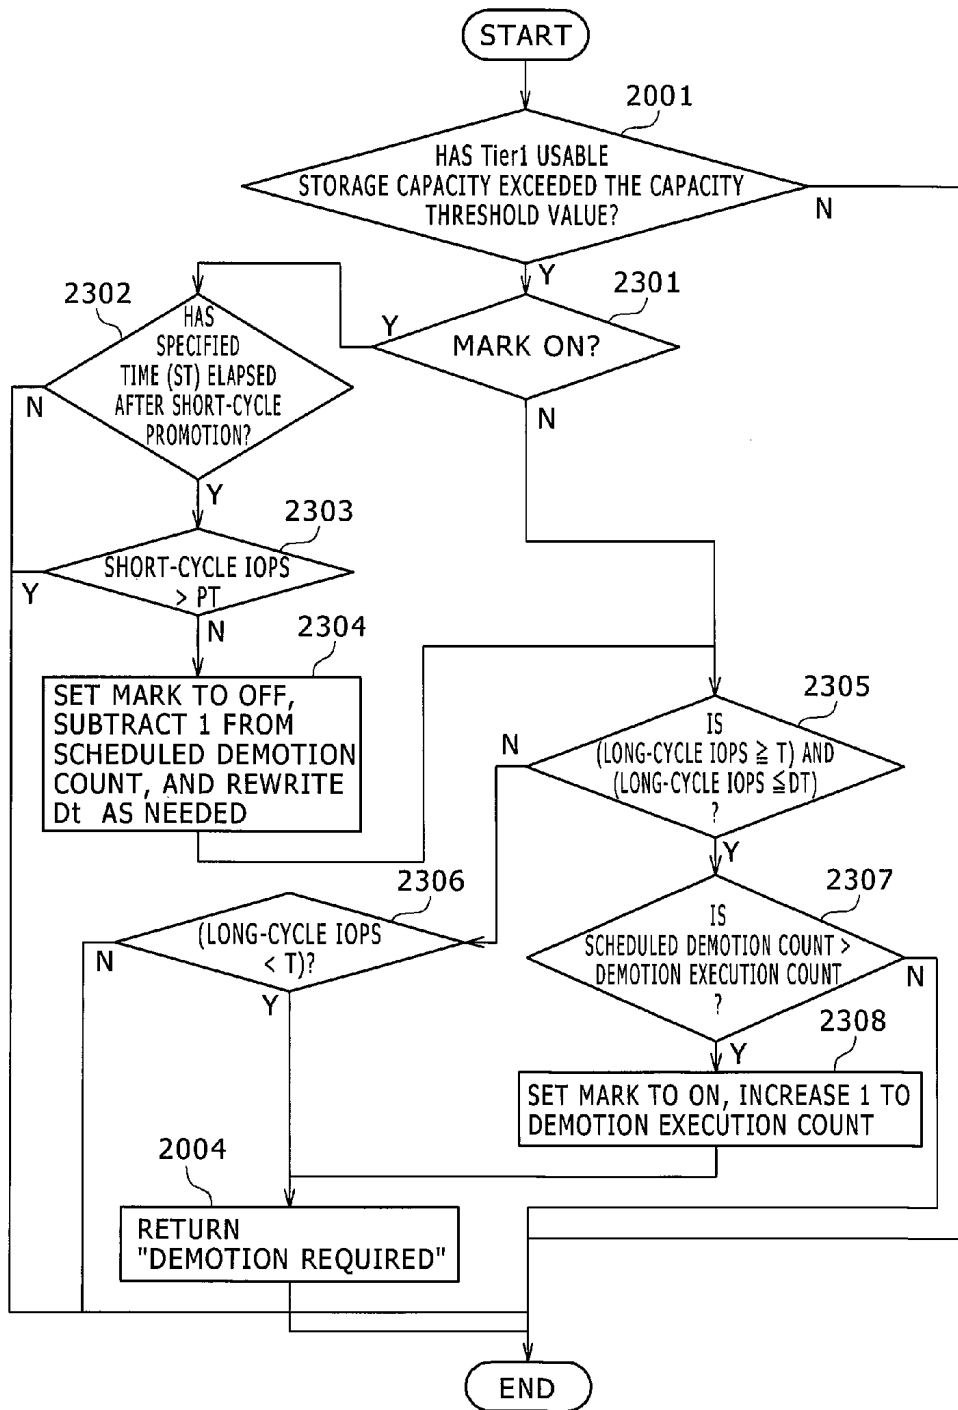 START
2001
HAS Tier1 USABLE
STORAGE CAPACITY EXCEEDED THE CAPACITY
THRESHOLD VALUE?
N
Y
2301
MARK ON?
Y
N
2302
HAS
SPECIFIED
TIME (ST) ELAPSED
AFTER SHORT-CYCLE
PROMOTION?
N
Y
2303
SHORT-CYCLE IOPS
> PT
Y
N
2304
SET MARK TO OFF,
SUBTRACT 1 FROM
SCHEDULED DEMOTION
COUNT, AND REWRITE
Dt AS NEEDED
2305
IS
(LONG-CYCLE IOPS ≧ T) AND
(LONG-CYCLE IOPS ≦DT)
?
N
Y
2306
(LONG-CYCLE IOPS
< T)?
N
Y
2307
IS
SCHEDULED DEMOTION COUNT >
DEMOTION EXECUTION COUNT
?
N
Y
2308
SET MARK TO ON, INCREASE 1 TO
DEMOTION EXECUTION COUNT
2004
RETURN
"DEMOTION REQUIRED"
END